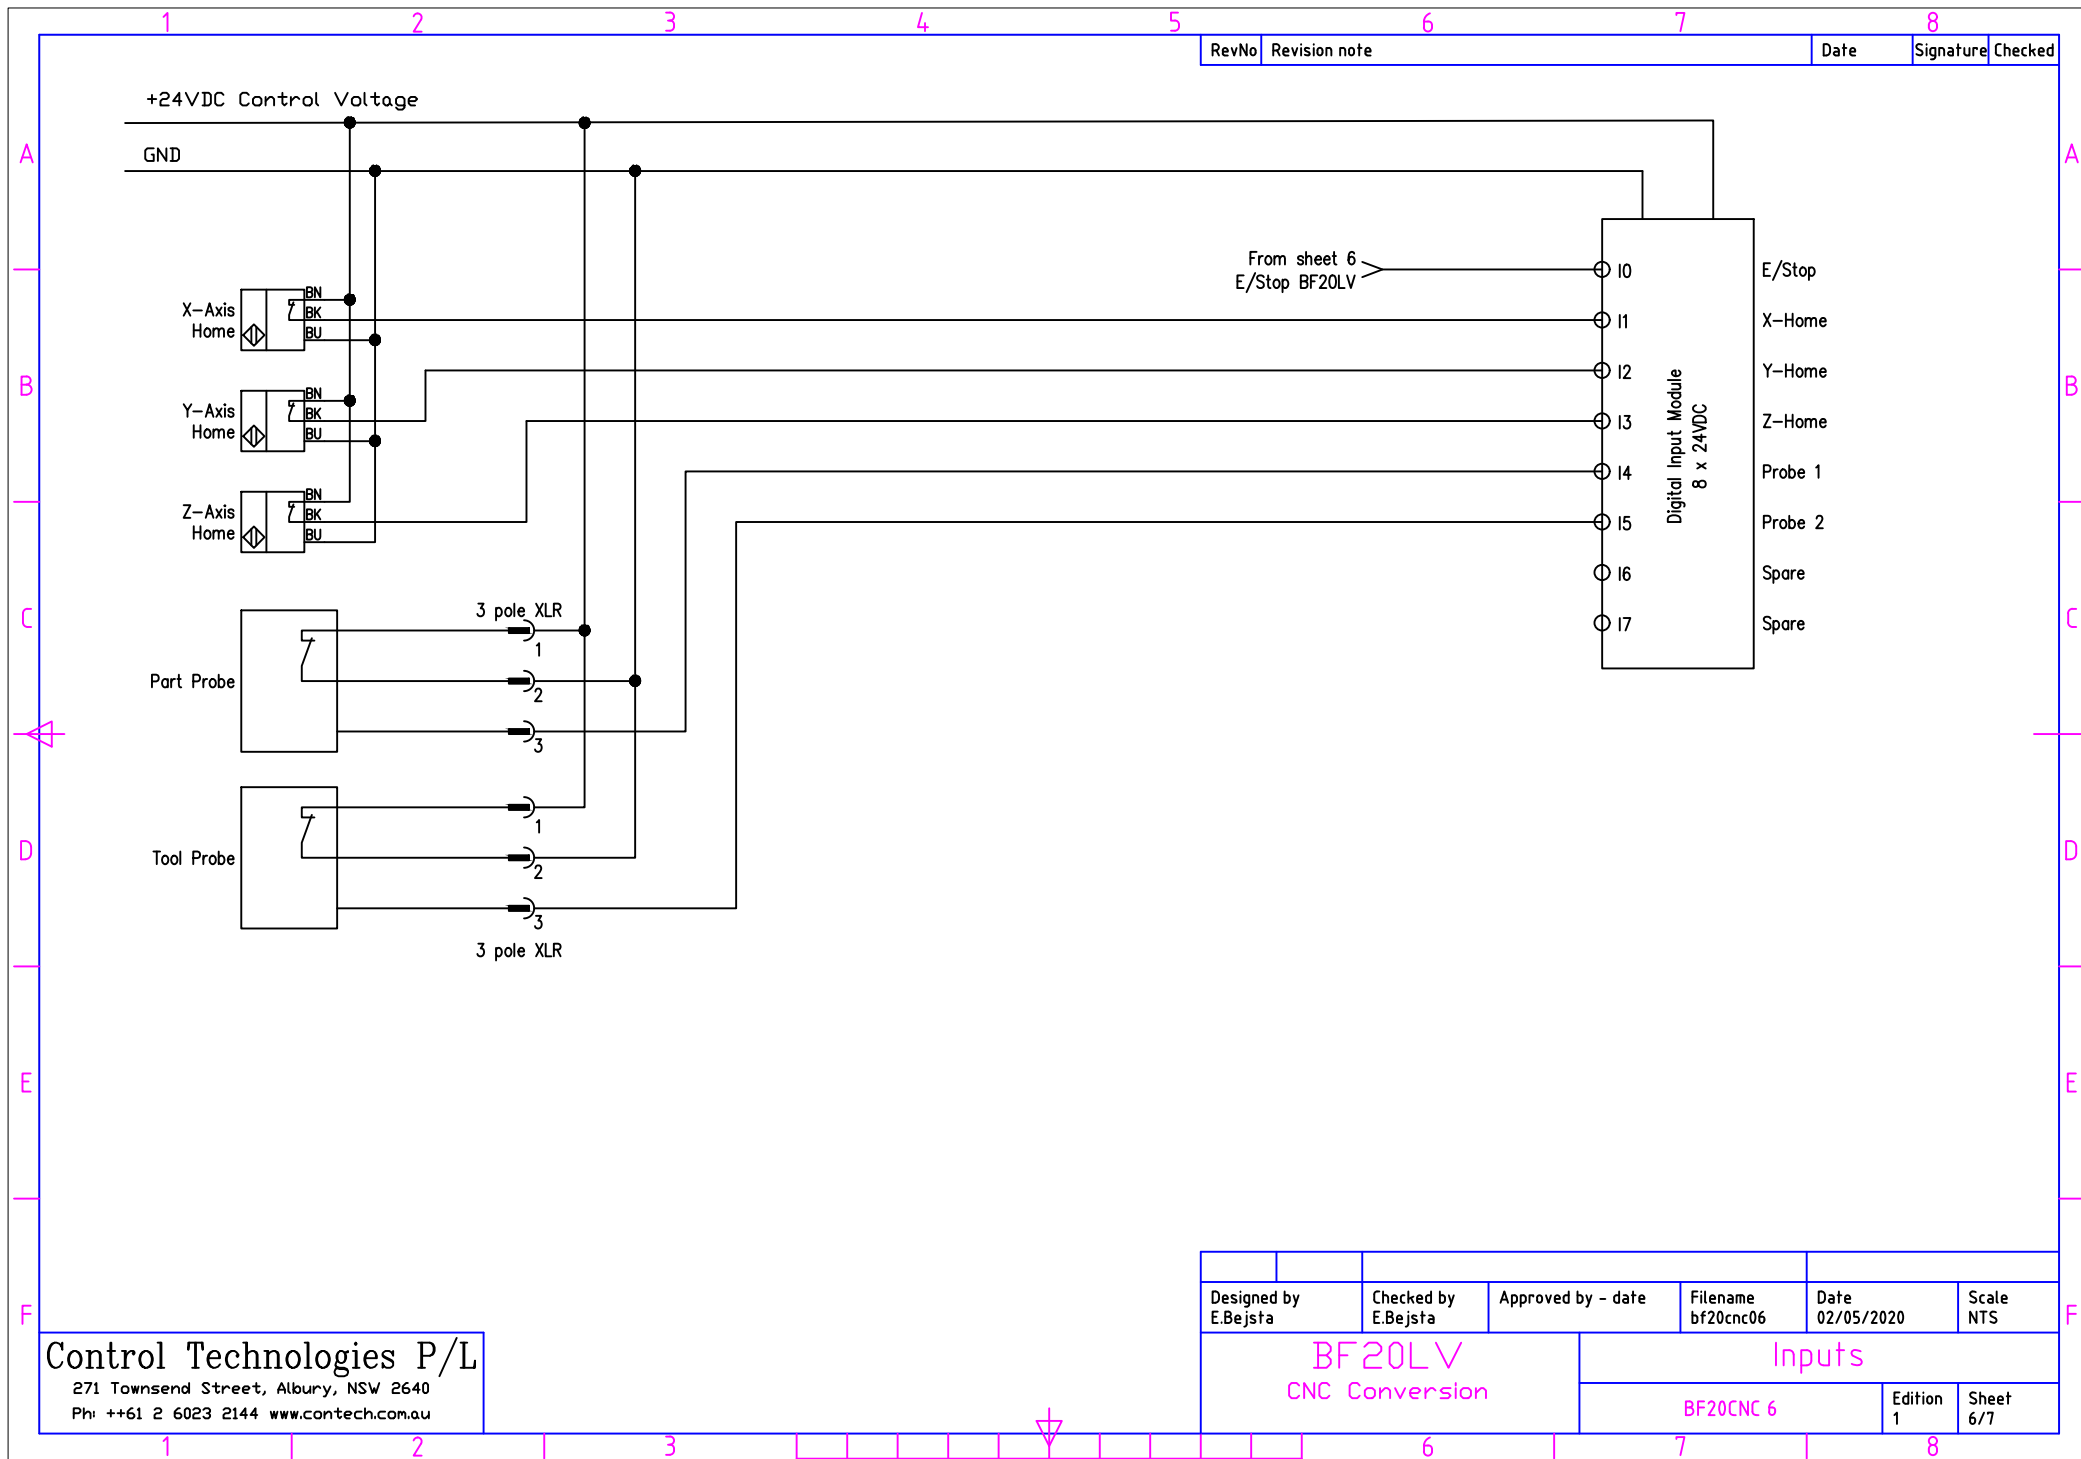 1 2 3 4 5 6 7 8
RevNo Revision note Date Signature Checked
+24VDC Control Voltage
A GND A
From sheet 6
E/Stop BF20LV
I0 E/Stop
BN
X-Axis
Home
BK
BU
I1 X-Home
I2 Y-Home
B B
BN
Y-Axis
Home
BK
BU
I3 Z-Home
Digital Input Module
8 x 24VDC
I4 Probe 1
BN
Z-Axis
Home
BK
BU
I5 Probe 2
I6 Spare
C C
3 pole XLR
I7 Spare
1
Part Probe
2
3
1
D D
Tool Probe
2
3
3 pole XLR
E E
F F
Designed by
E.Bejsta
Checked by
E.Bejsta
Approved by - date
Filename
bf20cnc06
Date
02/05/2020
Scale
NTS
Control Technologies P/L
271 Townsend Street, Albury, NSW 2640
Ph: ++61 2 6023 2144 www.contech.com.au
BF20LV
CNC Conversion
Inputs
BF20CNC 6
Edition
1
Sheet
6/7
1 2 3 6 7 8